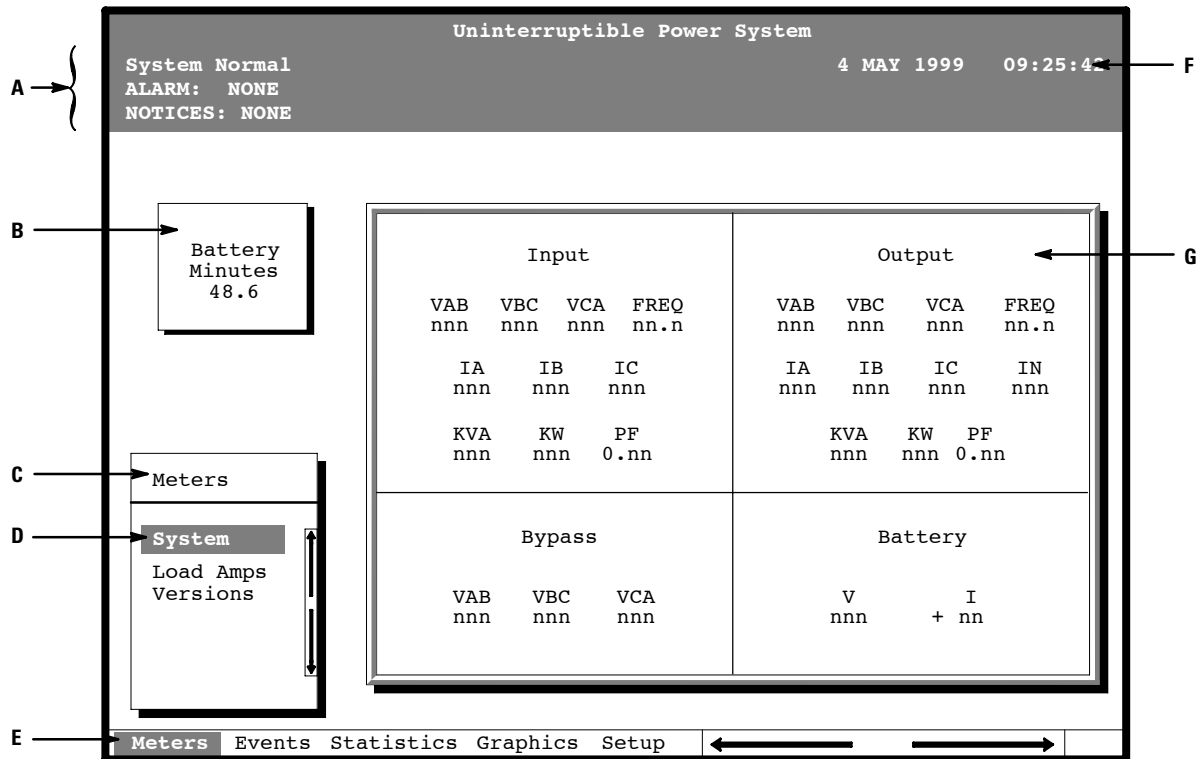 Uninterruptible Power System
System Normal 4 MAY 1999 09:25:42
ALARM: NONE
NOTICES: NONE
A
F
B
Battery
Minutes
48.6
Input
VAB VBC VCA FREQ
nnn nnn nnn nn.n
IA IB IC
nnn nnn nnn
KVA KW PF
nnn nnn 0.nn
Output
G
VAB VBC VCA FREQ
nnn nnn nnn nn.n
IA IB IC IN
nnn nnn nnn nnn
KVA KW PF
nnn nnn 0.nn
C
Meters
D
System
Load Amps
Versions
Bypass
VAB VBC VCA
nnn nnn nnn
Battery
V I
nnn + nn
E
Meters Events Statistics Graphics Setup